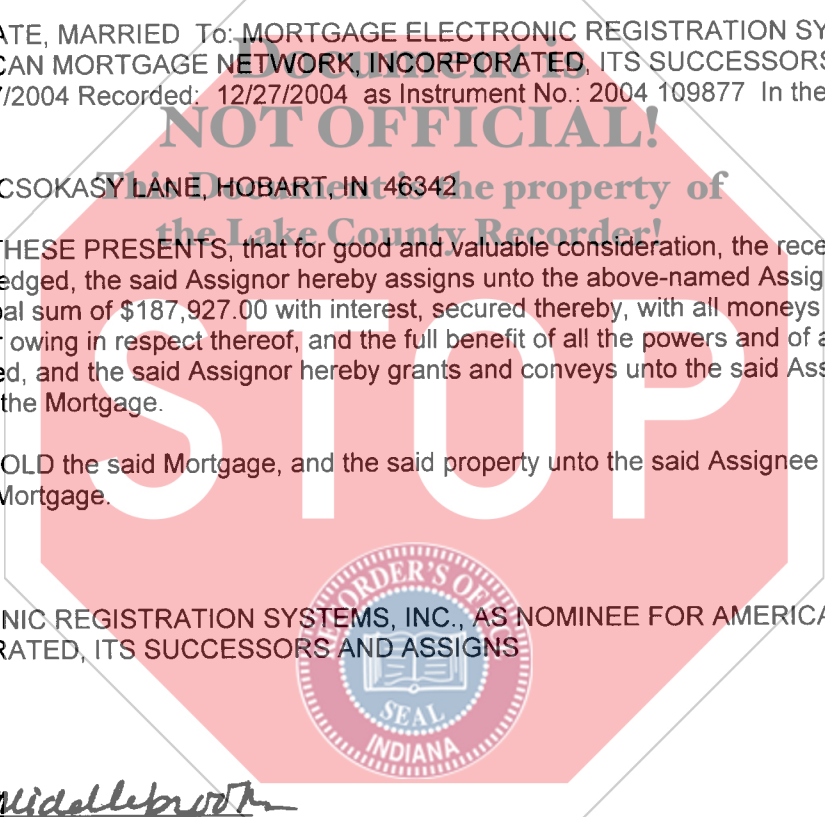 ATE, MARRIED To: MORTGAGE ELECTRONIC REGISTRATION SY
CAN MORTGAGE NETWORK, INCORPORATED, ITS SUCCESSORS
/2004 Recorded: 12/27/2004 as Instrument No.: 2004 109877 In the
Document is
NOT OFFICIAL!
CSOKASY LANE, HOBART, IN 46342
This Document is the property of
the Lake County Recorder!
THESE PRESENTS, that for good and valuable consideration, the rece
edged, the said Assignor hereby assigns unto the above-named Assig
pal sum of $187,927.00 with interest, secured thereby, with all moneys
owing in respect thereof, and the full benefit of all the powers and of a
ed, and the said Assignor hereby grants and conveys unto the said Ass
the Mortgage.
STOP
OLD the said Mortgage, and the said property unto the said Assignee
Mortgage.
NIC REGISTRATION SYSTEMS, INC., AS NOMINEE FOR AMERICA
RATED, ITS SUCCESSORS AND ASSIGNS
RECORDER'S OFFICE
SEAL
INDIANA
Middlebrook